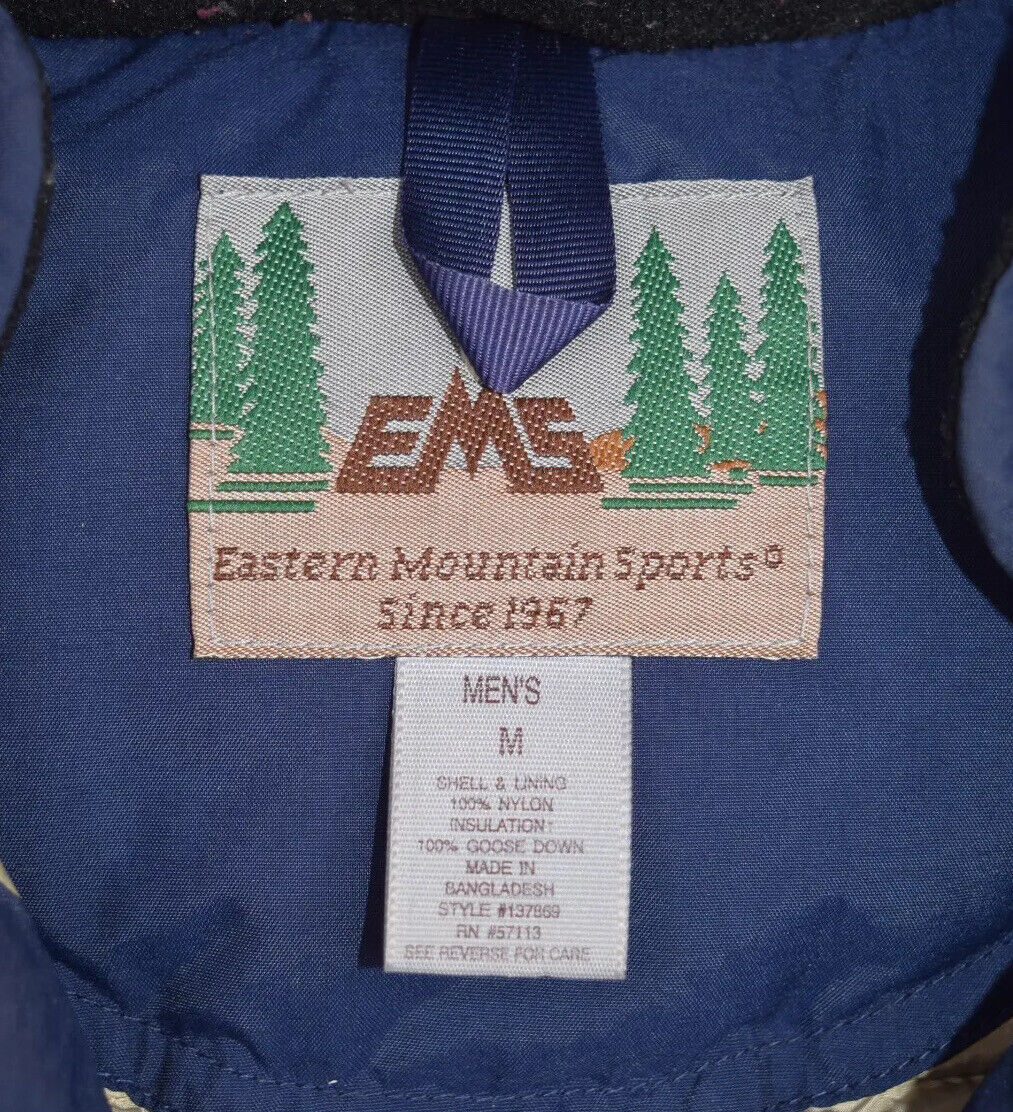 EMS
Eastern Mountain Sports®
Since 1967
MEN'S
M
SHELL & LINING
100% NYLON
INSULATION:
100% GOOSE DOWN
MADE IN
BANGLADESH
STYLE #137869
RN #57113
SEE REVERSE FOR CARE